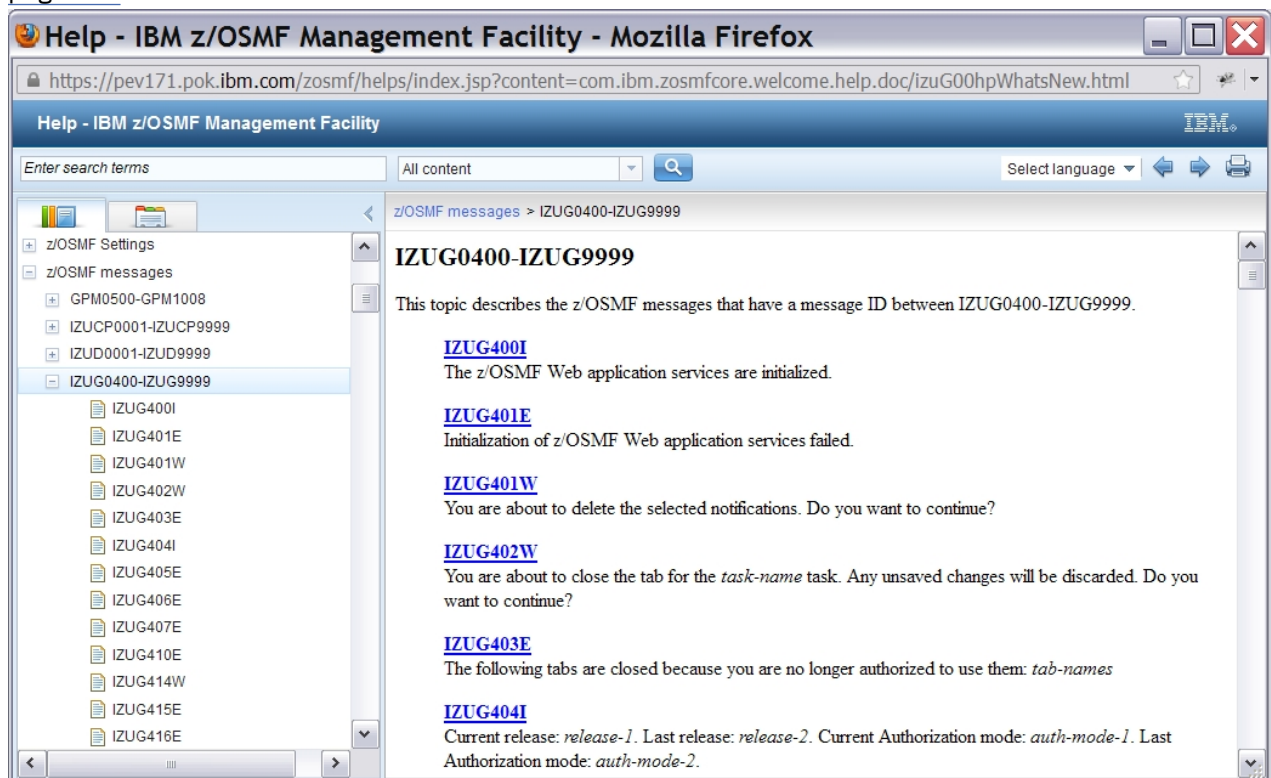 Help - IBM z/OSMF Management Facility - Mozilla Firefox
https://pev171.pok.ibm.com/zosmf/helps/index.jsp?content=com.ibm.zosmfcore.welcome.help.doc/izuG00hpWhatsNew.html
Help - IBM z/OSMF Management Facility
IBM®
Enter search terms
All content
Select language
z/OSMF Settings
z/OSMF messages
GPM0500-GPM1008
IZUCP0001-IZUCP9999
IZUD0001-IZUD9999
IZUG0400-IZUG9999
IZUG400I
IZUG401E
IZUG401W
IZUG402W
IZUG403E
IZUG404I
IZUG405E
IZUG406E
IZUG407E
IZUG410E
IZUG414W
IZUG415E
IZUG416E
z/OSMF messages > IZUG0400-IZUG9999
IZUG0400-IZUG9999
This topic describes the z/OSMF messages that have a message ID between IZUG0400-IZUG9999.
IZUG400I
The z/OSMF Web application services are initialized.
IZUG401E
Initialization of z/OSMF Web application services failed.
IZUG401W
You are about to delete the selected notifications. Do you want to continue?
IZUG402W
You are about to close the tab for the task-name task. Any unsaved changes will be discarded. Do you
want to continue?
IZUG403E
The following tabs are closed because you are no longer authorized to use them: tab-names
IZUG404I
Current release: release-1. Last release: release-2. Current Authorization mode: auth-mode-1. Last
Authorization mode: auth-mode-2.